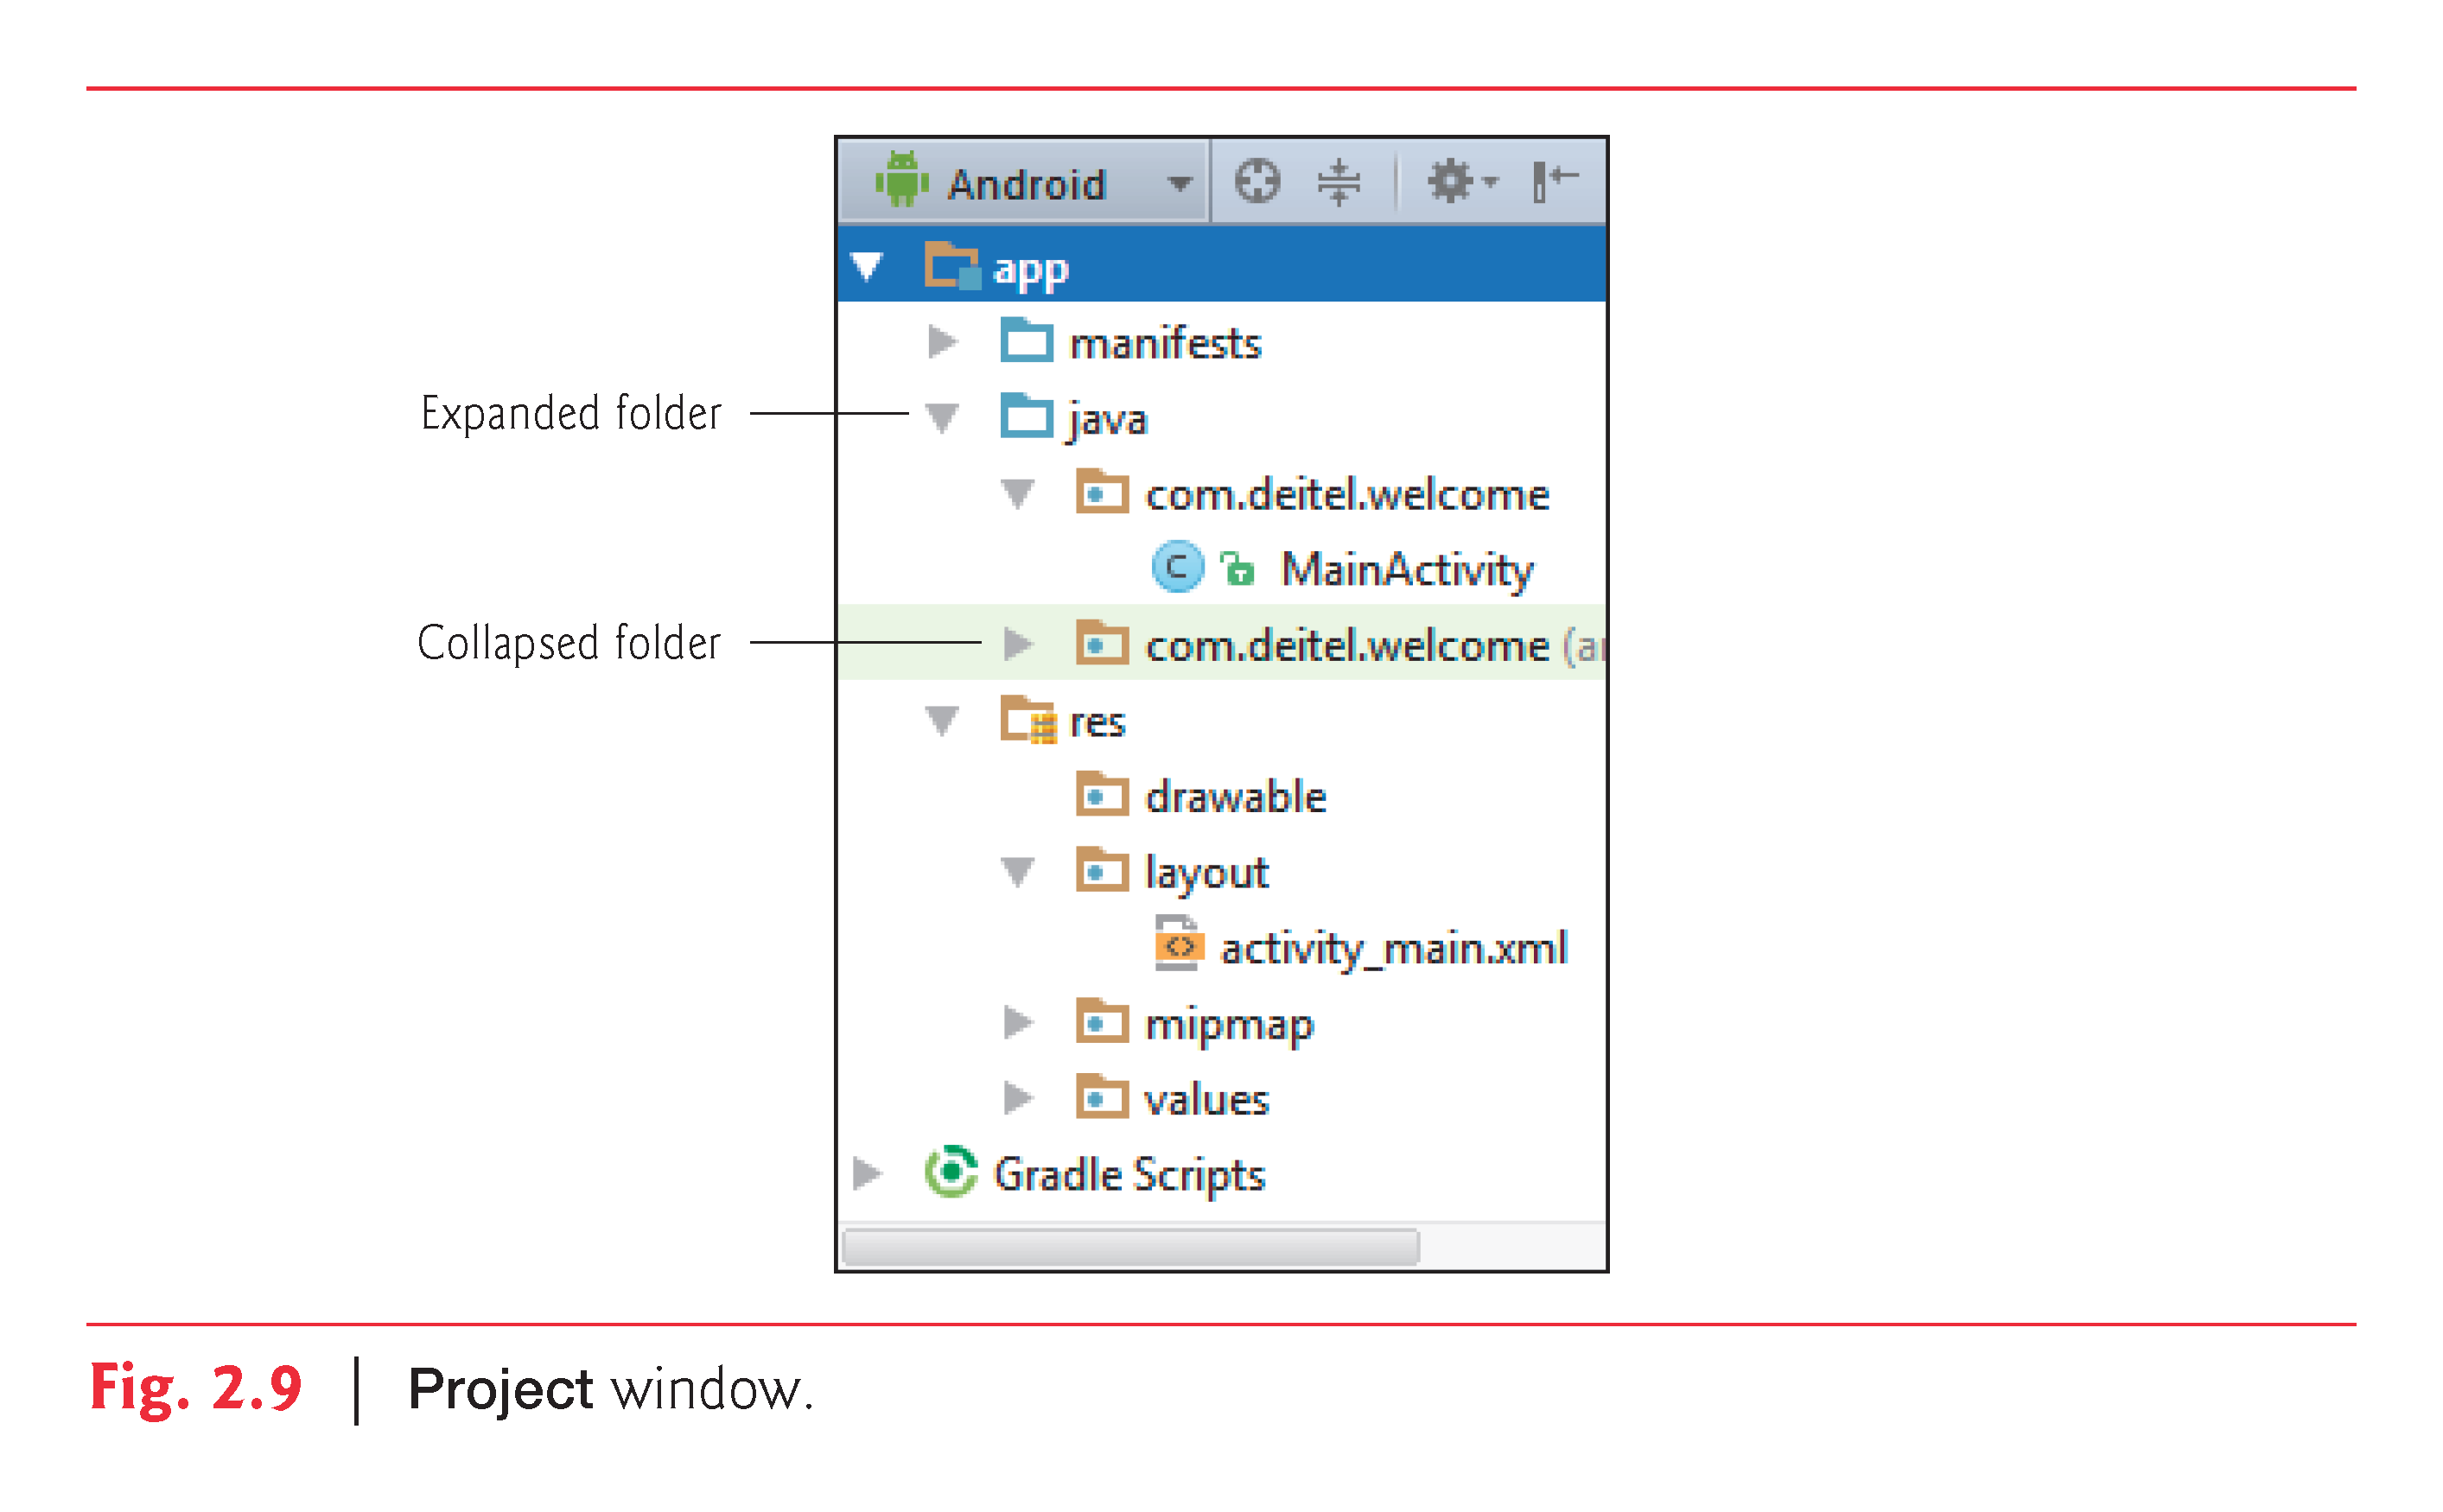 Android
app
manifests
Expanded folder
java
com.deitel.welcome
C MainActivity
Collapsed folder
com.deitel.welcome
res
drawable
layout
<> activity_main.xml
mipmap
values
Gradle Scripts
Fig. 2.9 | Project window.